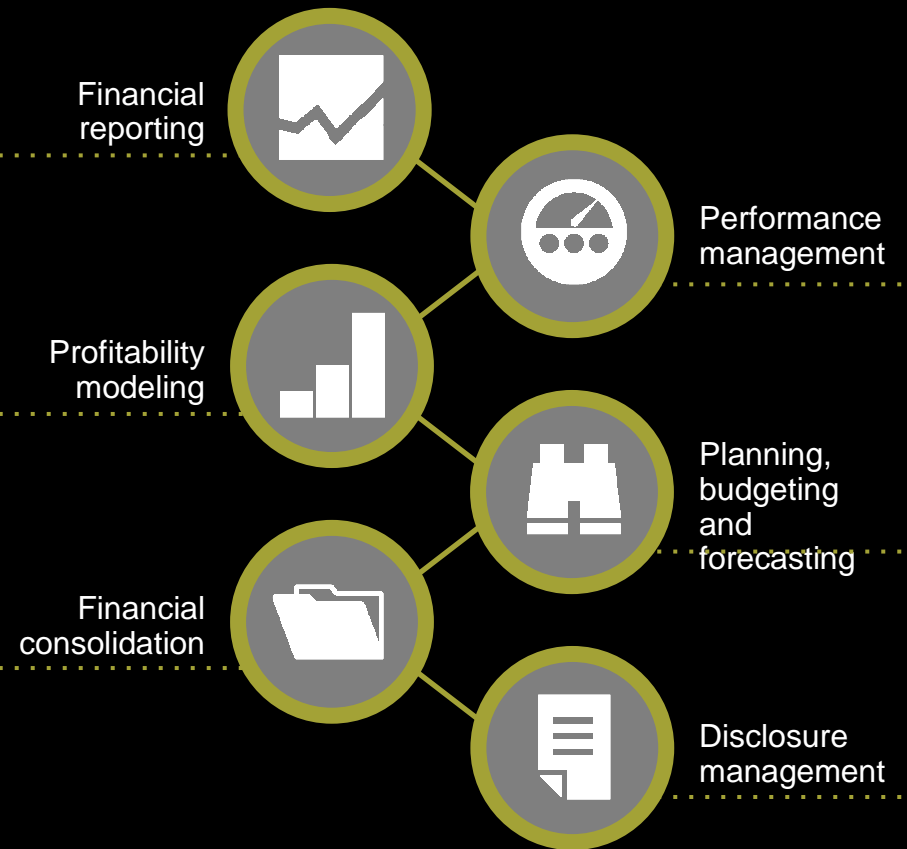 Financial
reporting
Performance
management
Profitability
modeling
Planning,
budgeting
and
forecasting
Financial
consolidation
Disclosure
management